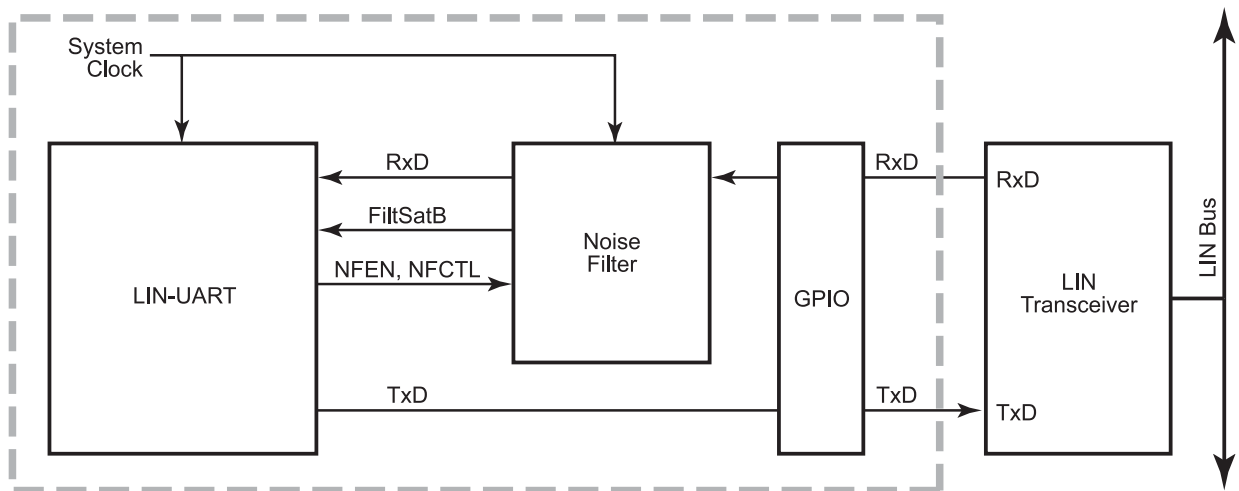 System
Clock
RxD
RxD
RxD
FiltSatB
Noise
Filter
LIN Bus
NFEN, NFCTL
LIN-UART
GPIO
LIN
Transceiver
TxD
TxD
TxD